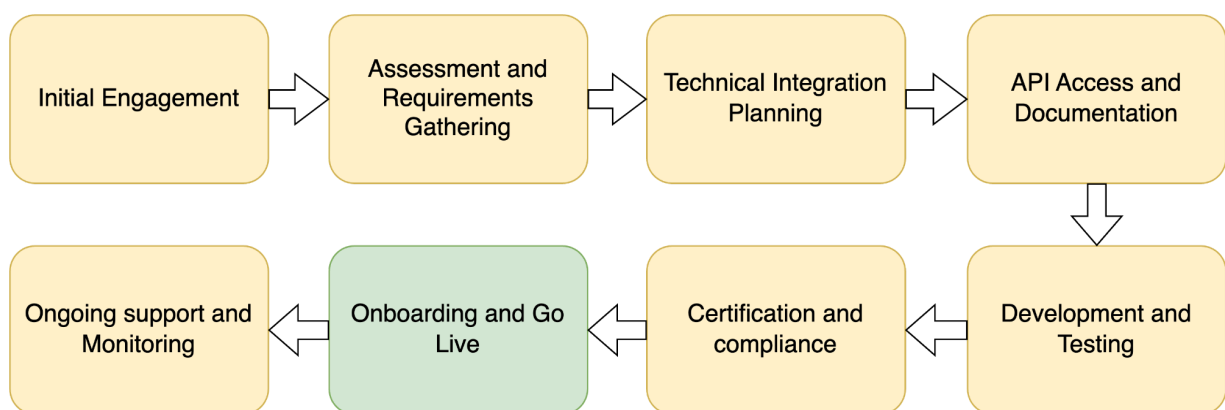 Initial Engagement
Assessment and
Requirements
Gathering
Technical Integration
Planning
API Access and
Documentation
Development and
Testing
Certification and
compliance
Onboarding and Go
Live
Ongoing support and
Monitoring